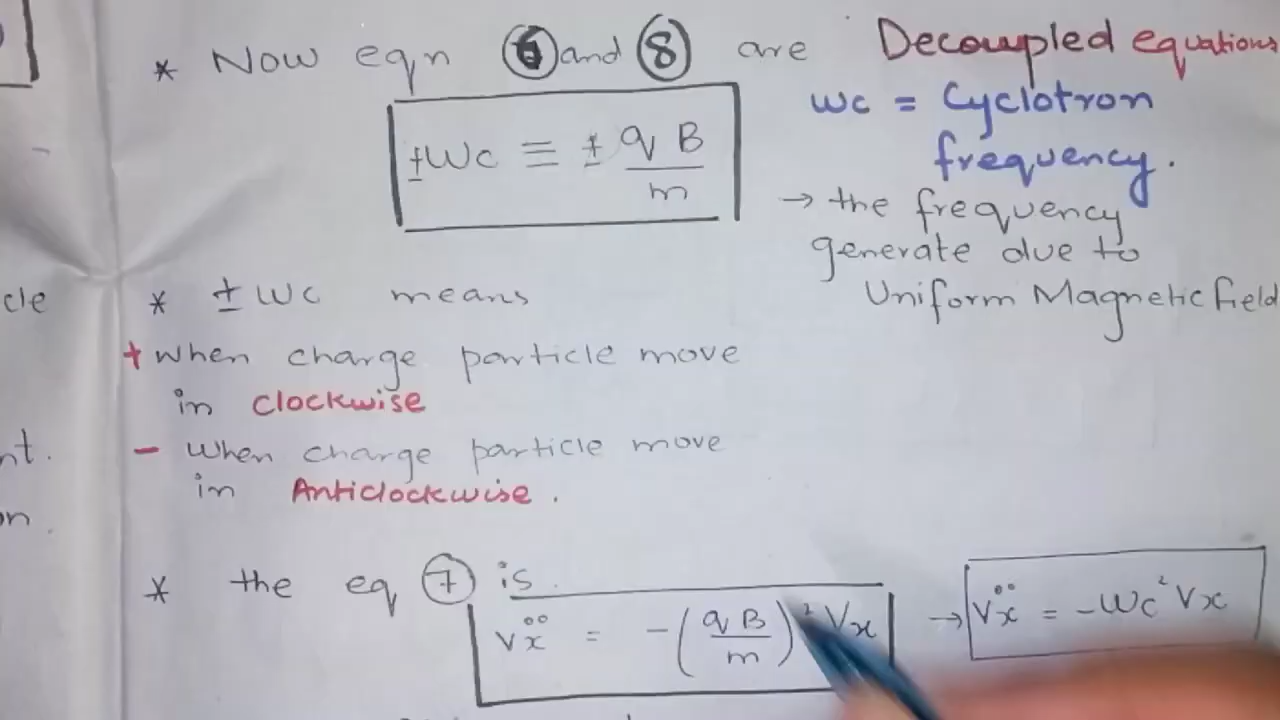 * Now eqn 6 and 8 are Decoupled equations
±wc ≡ ± qB/m
wc = Cyclotron
frequency.
→ the frequency
generate due to
Uniform Magnetic field
cle
* ±wc means
+ when charge particle move
in clockwise
- when charge particle move
in Anticlockwise .
nt.
on.
* the eq 7 is
v̈x = -(qB/m)² Vx → v̈x = -wc² Vx